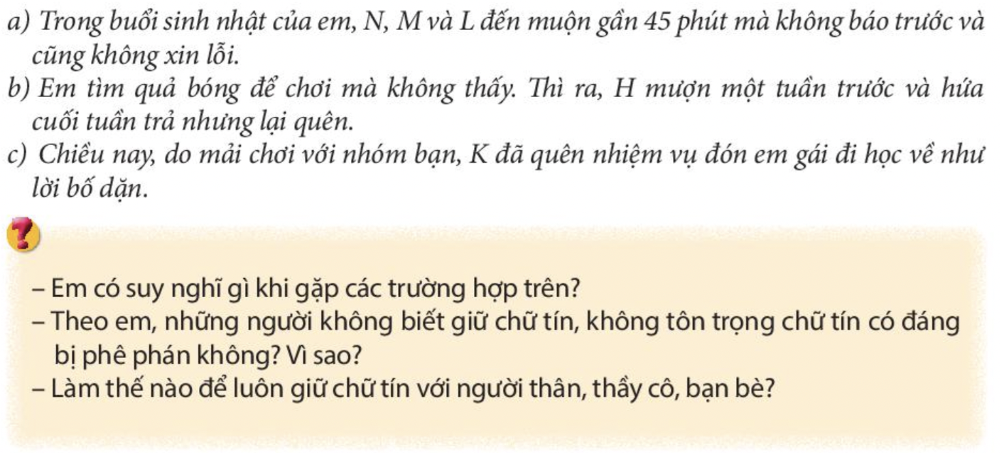 a) Trong buổi sinh nhật của em, N, M và L đến muộn gần 45 phút mà không báo trước và
cũng không xin lỗi.
b) Em tìm quả bóng để chơi mà không thấy. Thì ra, H mượn một tuần trước và hứa
cuối tuần trả nhưng lại quên.
c) Chiều nay, do mải chơi với nhóm bạn, K đã quên nhiệm vụ đón em gái đi học về như
lời bố dặn.
?
– Em có suy nghĩ gì khi gặp các trường hợp trên?
– Theo em, những người không biết giữ chữ tín, không tôn trọng chữ tín có đáng
bị phê phán không? Vì sao?
– Làm thế nào để luôn giữ chữ tín với người thân, thầy cô, bạn bè?